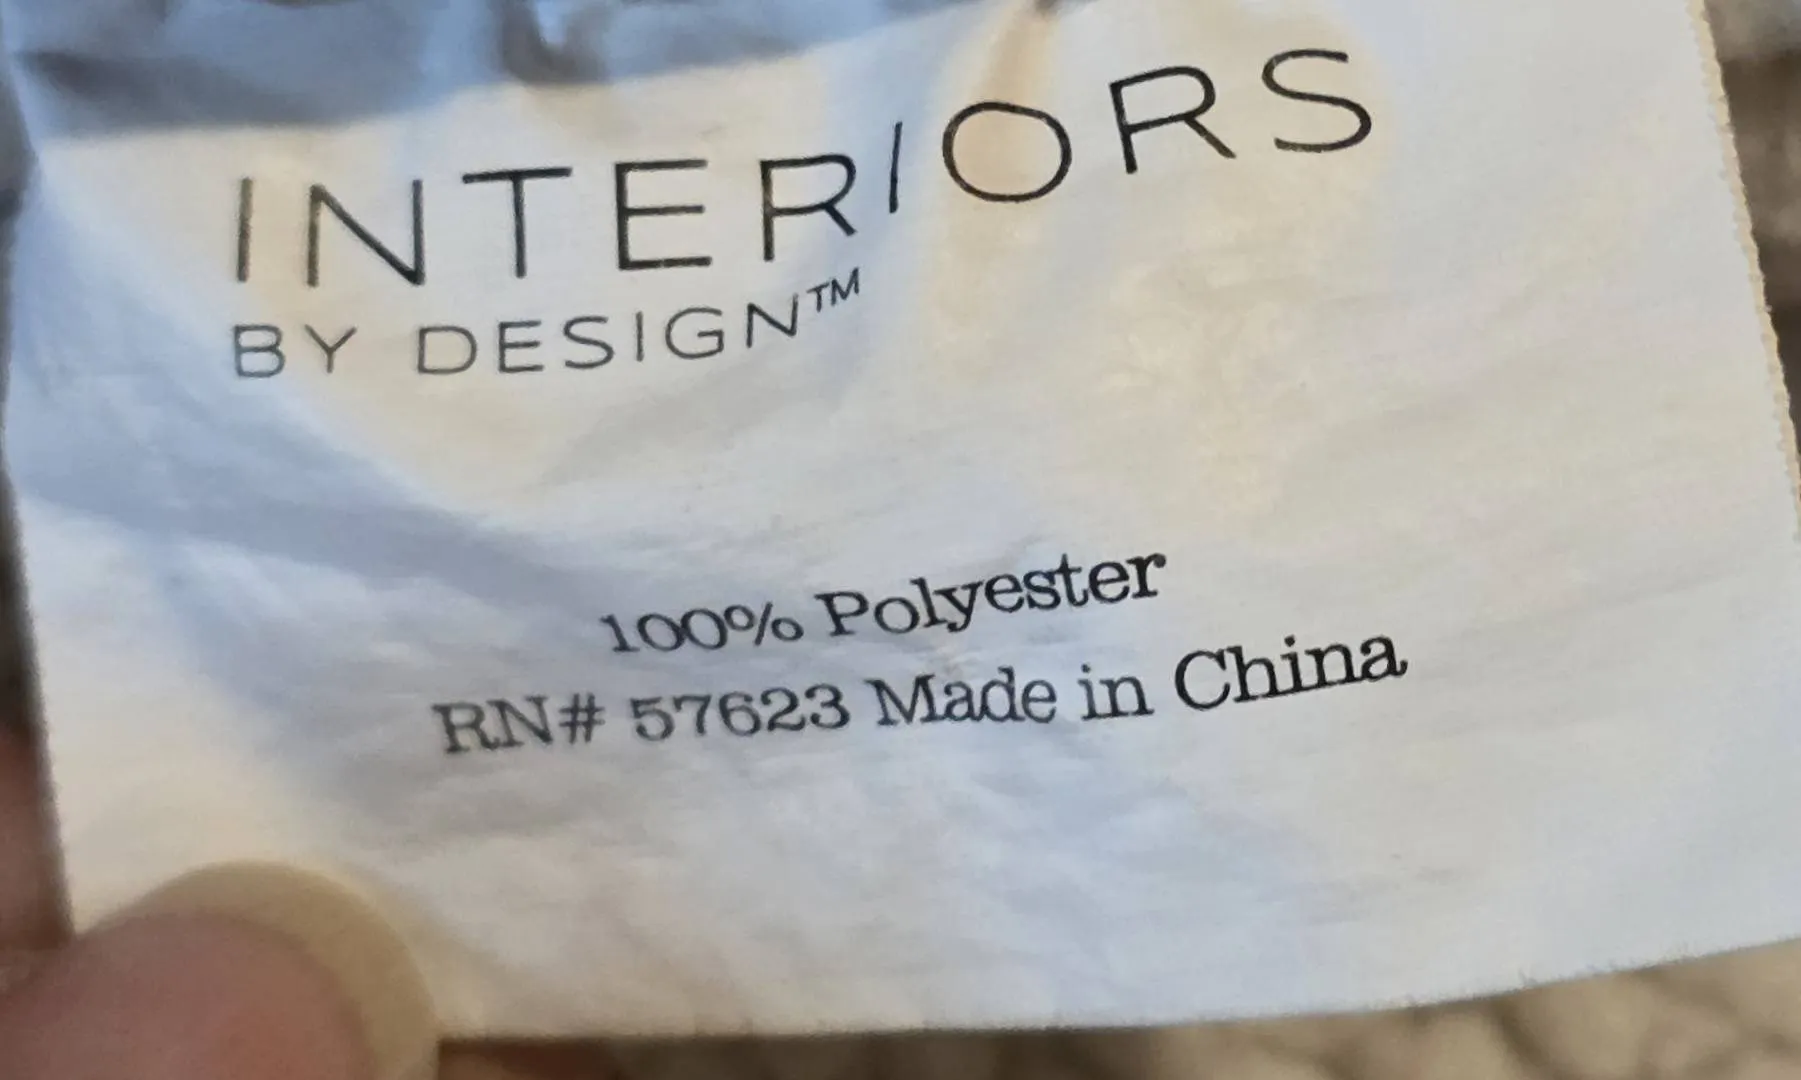 INTERIORS
BY DESIGN™
100% Polyester
RN# 57623 Made in China